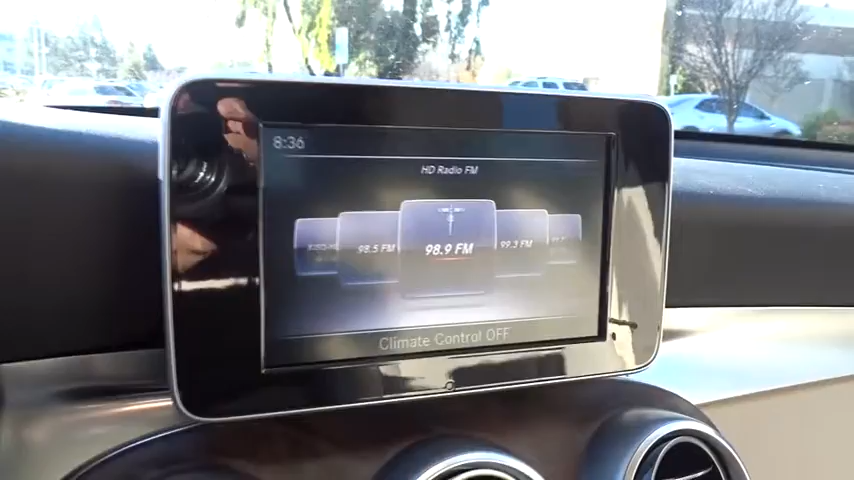 8:36
HD Radio FM
98.5 FM
98.9 FM
99.3 FM
Climate Control OFF